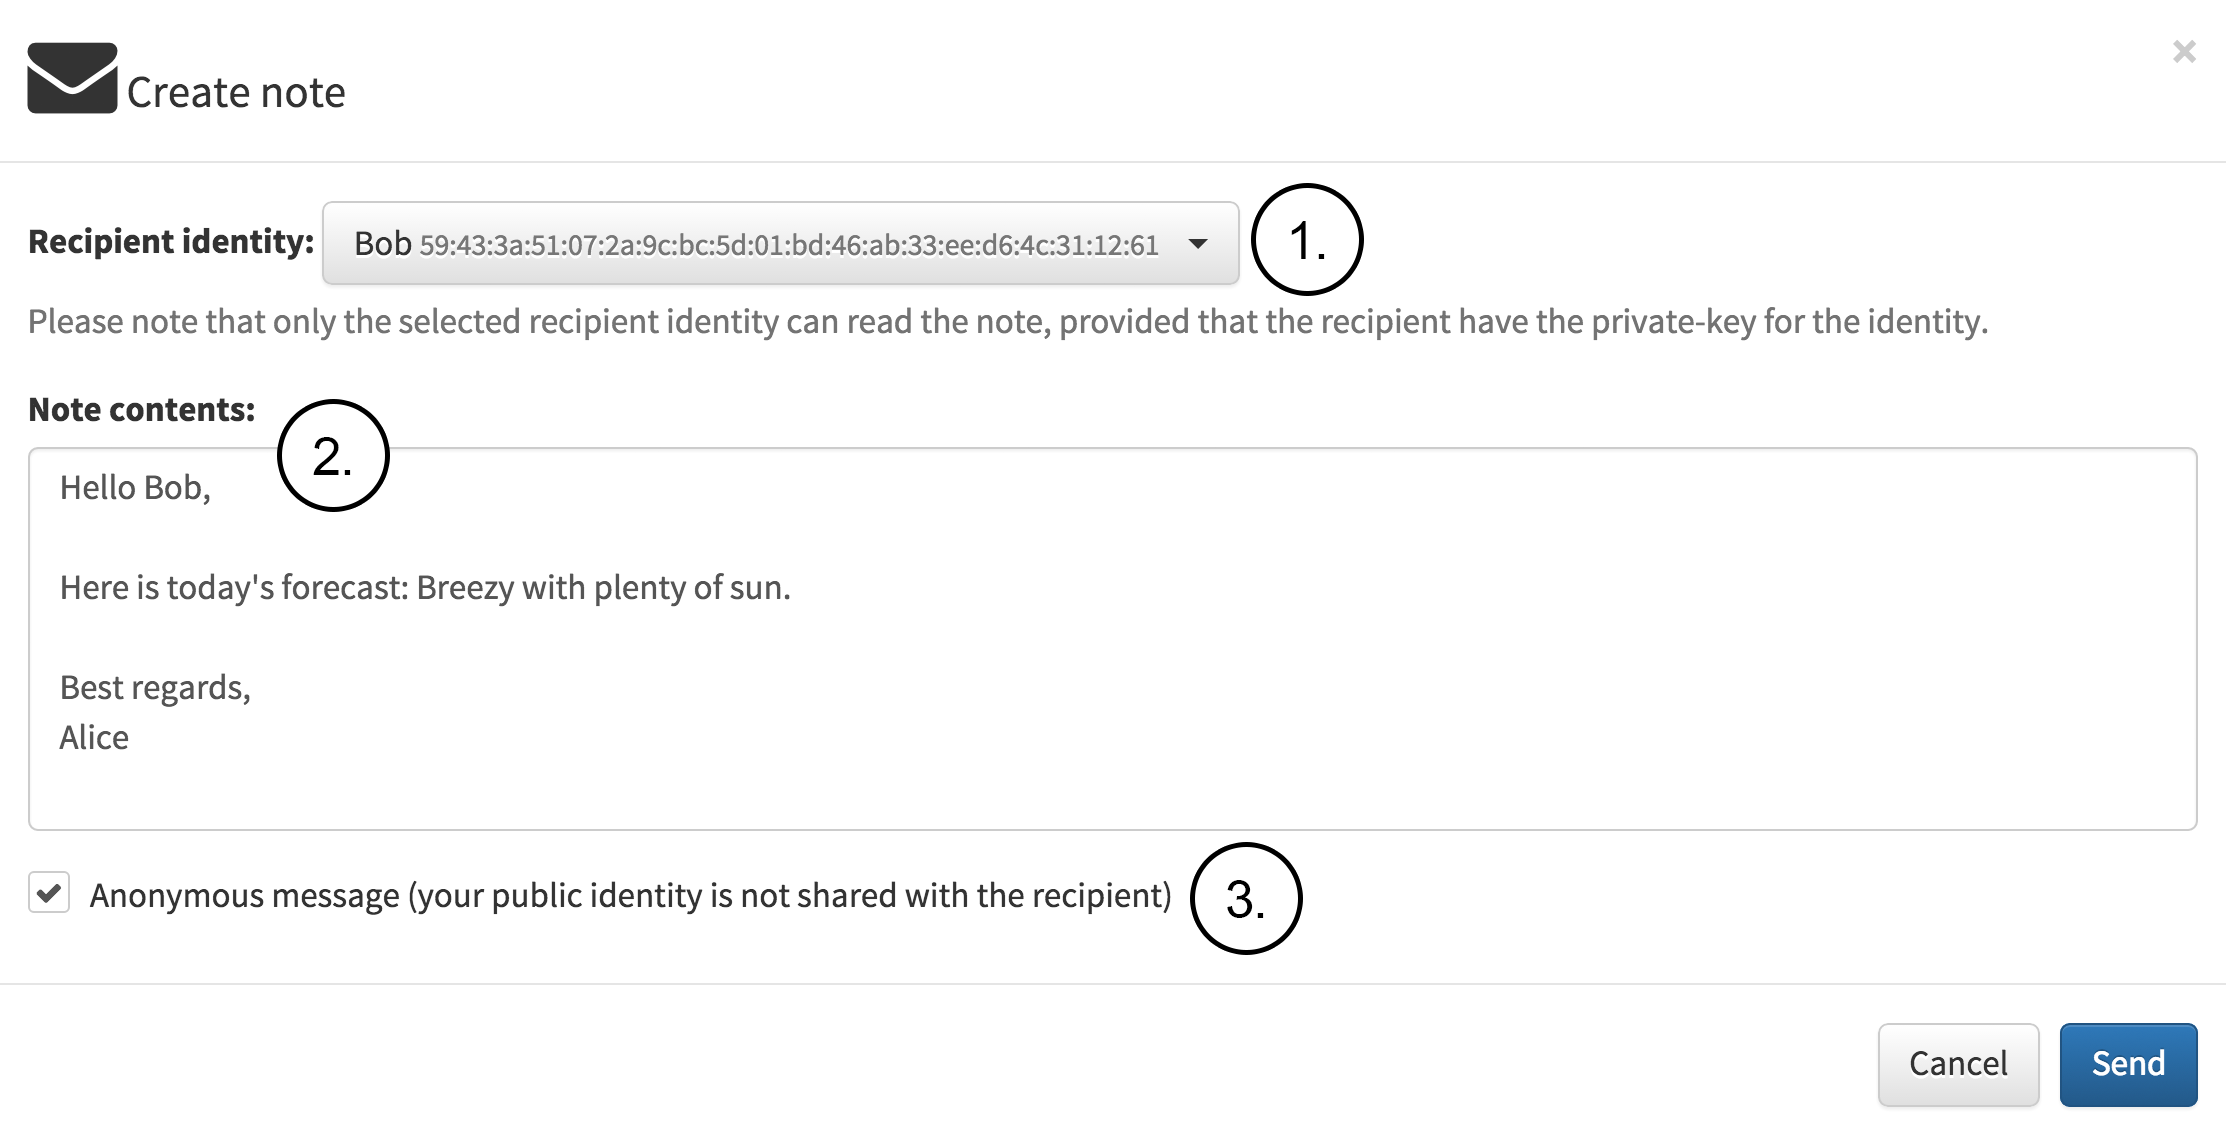 Create note
×
Recipient identity: Bob 59:43:3a:51:07:2a:9c:bc:5d:01:bd:46:ab:33:ee:d6:4c:31:12:61 1.
Please note that only the selected recipient identity can read the note, provided that the recipient have the private-key for the identity.
Note contents:
2.
Hello Bob,
Here is today's forecast: Breezy with plenty of sun.
Best regards,
Alice
Anonymous message (your public identity is not shared with the recipient) 3.
Cancel Send